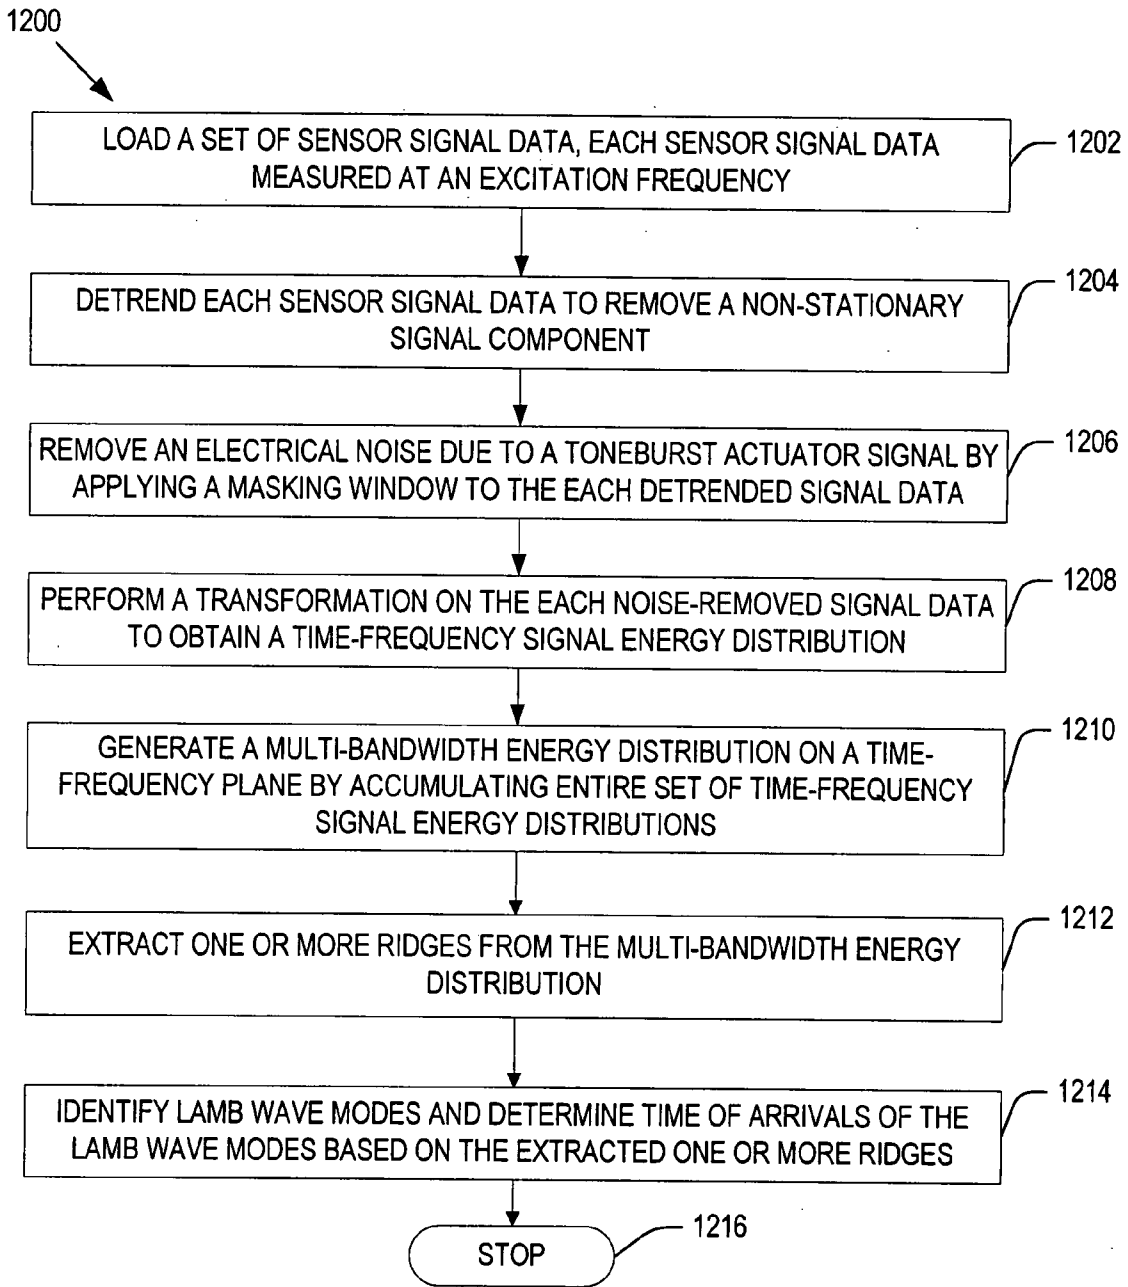 1200
LOAD A SET OF SENSOR SIGNAL DATA, EACH SENSOR SIGNAL DATA
MEASURED AT AN EXCITATION FREQUENCY
1202
DETREND EACH SENSOR SIGNAL DATA TO REMOVE A NON-STATIONARY
SIGNAL COMPONENT
1204
REMOVE AN ELECTRICAL NOISE DUE TO A TONEBURST ACTUATOR SIGNAL BY
APPLYING A MASKING WINDOW TO THE EACH DETRENDED SIGNAL DATA
1206
PERFORM A TRANSFORMATION ON THE EACH NOISE-REMOVED SIGNAL DATA
TO OBTAIN A TIME-FREQUENCY SIGNAL ENERGY DISTRIBUTION
1208
GENERATE A MULTI-BANDWIDTH ENERGY DISTRIBUTION ON A TIME-
FREQUENCY PLANE BY ACCUMULATING ENTIRE SET OF TIME-FREQUENCY
SIGNAL ENERGY DISTRIBUTIONS
1210
EXTRACT ONE OR MORE RIDGES FROM THE MULTI-BANDWIDTH ENERGY
DISTRIBUTION
1212
IDENTIFY LAMB WAVE MODES AND DETERMINE TIME OF ARRIVALS OF THE
LAMB WAVE MODES BASED ON THE EXTRACTED ONE OR MORE RIDGES
1214
STOP
1216